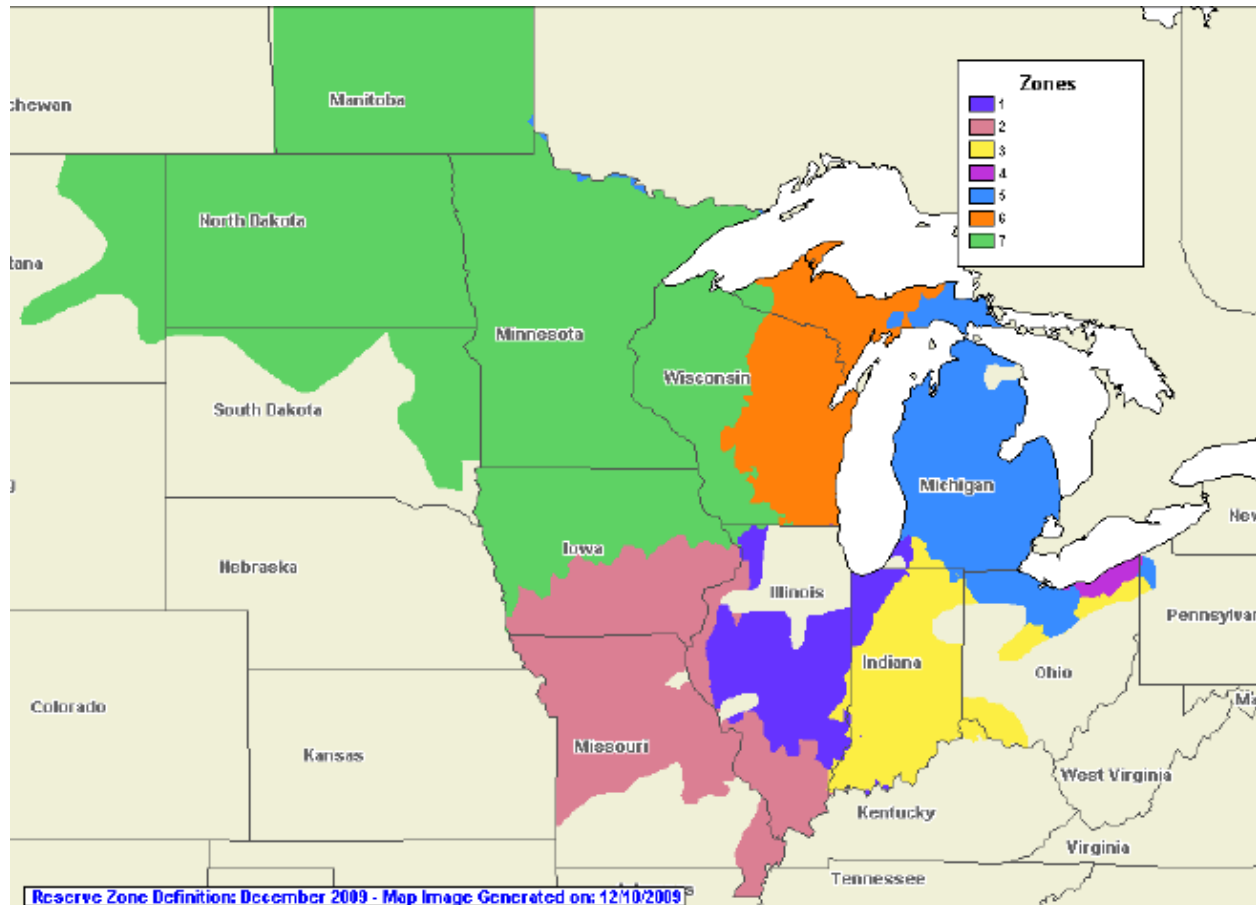 Zones
1
2
3
4
5
6
7
chewan
Manitoba
North Dakota
tana
Minnesota
Wisconsin
South Dakota
Michigan
New
Iowa
Nebraska
Illinois
Pennsylvan
Indiana
Ohio
Colorado
Ma
Missouri
Kansas
West Virginia
Kentucky
Virginia
Tennessee
s
Reserve Zone Definition: December 2009 - Map Image Generated on: 12/10/2009